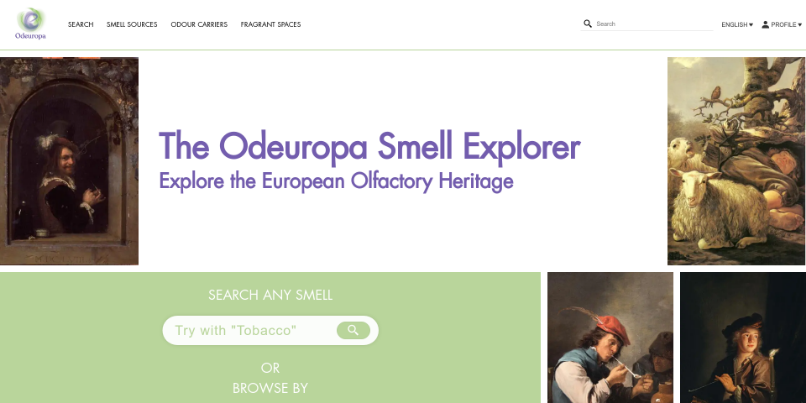 Odeuropa
SEARCH
SMELL SOURCES
ODOUR CARRIERS
FRAGRANT SPACES
Search
ENGLISH
PROFILE
The Odeuropa Smell Explorer
Explore the European Olfactory Heritage
SEARCH ANY SMELL
Try with "Tobacco"
OR
BROWSE BY